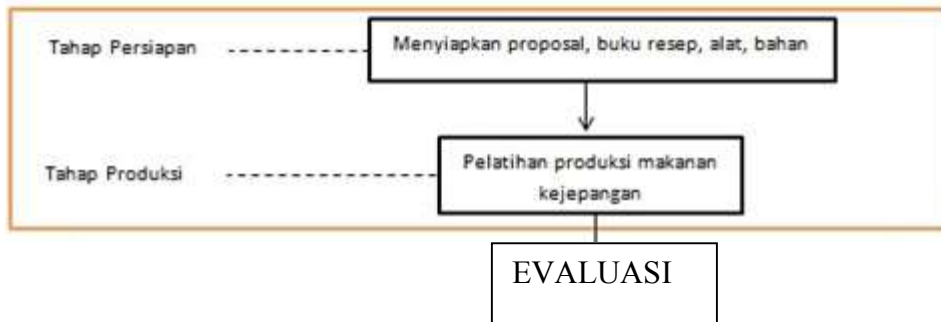 Tahap Persiapan
Menyiapkan proposal, buku resep, alat, bahan
Tahap Produksi
Pelatihan produksi makanan
kejepangan
EVALUASI